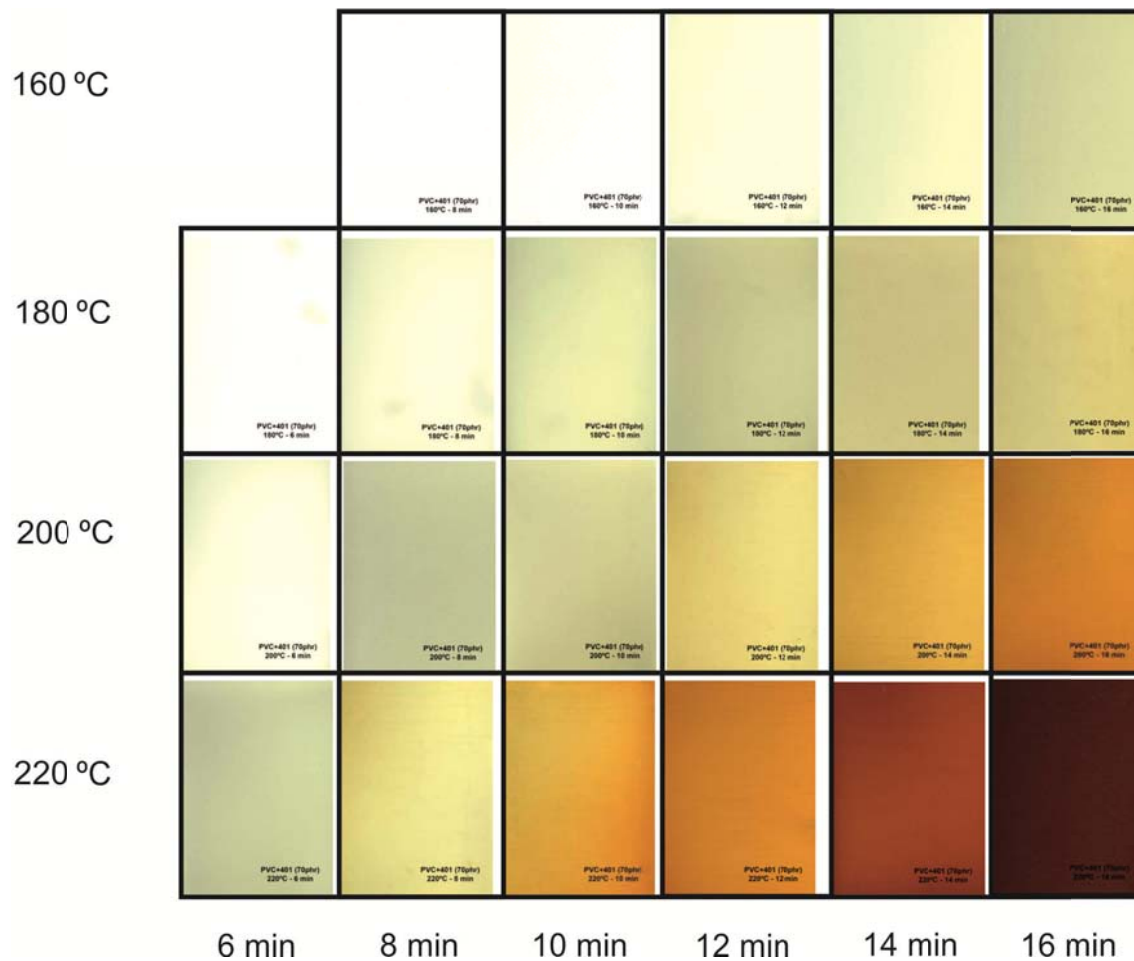 160 ºC
PVC+401 (70phr)
160ºC - 8 min
PVC+401 (70phr)
160ºC - 10 min
PVC+401 (70phr)
160ºC - 12 min
PVC+401 (70phr)
160ºC - 14 min
PVC+401 (70phr)
160ºC - 16 min
180 ºC
PVC+401 (70phr)
180ºC - 6 min
PVC+401 (70phr)
180ºC - 8 min
PVC+401 (70phr)
180ºC - 10 min
PVC+401 (70phr)
180ºC - 12 min
PVC+401 (70phr)
180ºC - 14 min
PVC+401 (70phr)
180ºC - 16 min
200 ºC
PVC+401 (70phr)
200ºC - 6 min
PVC+401 (70phr)
200ºC - 8 min
PVC+401 (70phr)
200ºC - 10 min
PVC+401 (70phr)
200ºC - 12 min
PVC+401 (70phr)
200ºC - 14 min
PVC+401 (70phr)
200ºC - 16 min
220 ºC
PVC+401 (70phr)
220ºC - 6 min
PVC+401 (70phr)
220ºC - 8 min
PVC+401 (70phr)
220ºC - 10 min
PVC+401 (70phr)
220ºC - 12 min
PVC+401 (70phr)
220ºC - 14 min
PVC+401 (70phr)
6 min
8 min
10 min
12 min
14 min
16 min